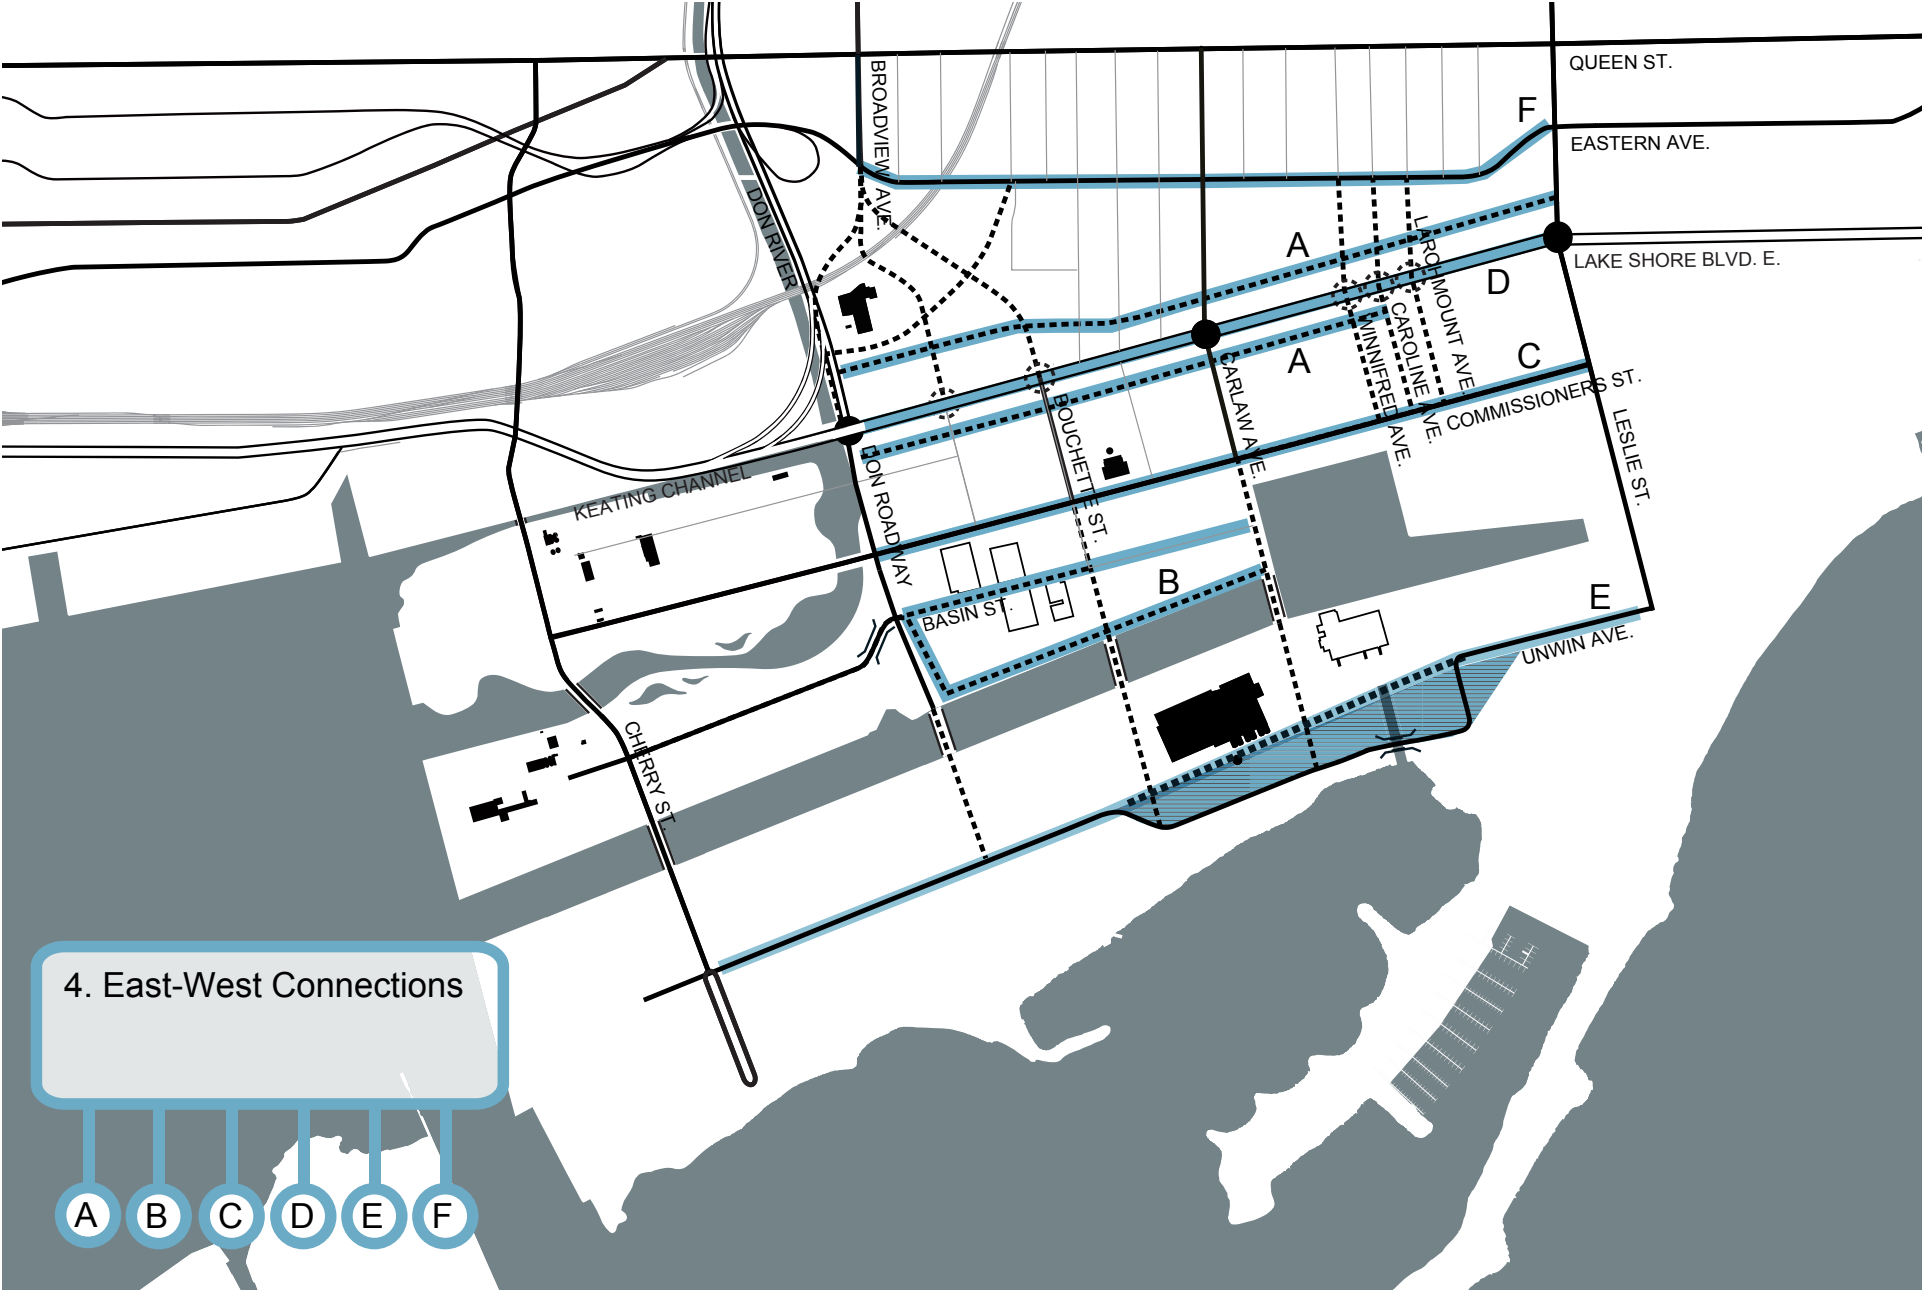 QUEEN ST.
F
EASTERN AVE.
BROADVIEW AVE.
DON RIVER
LARCHMOUNT AVE.
A
LAKE SHORE BLVD. E.
D
CAROLINE AVE.
WINNIFRED AVE.
A
C
COMMISSIONERS ST.
CARLAW AVE.
BOUCHETTE ST.
LESLIE ST.
DON ROADWAY
KEATING CHANNEL
B
BASIN ST.
E
UNWIN AVE.
CHERRY ST.
4. East-West Connections
A B C D E F